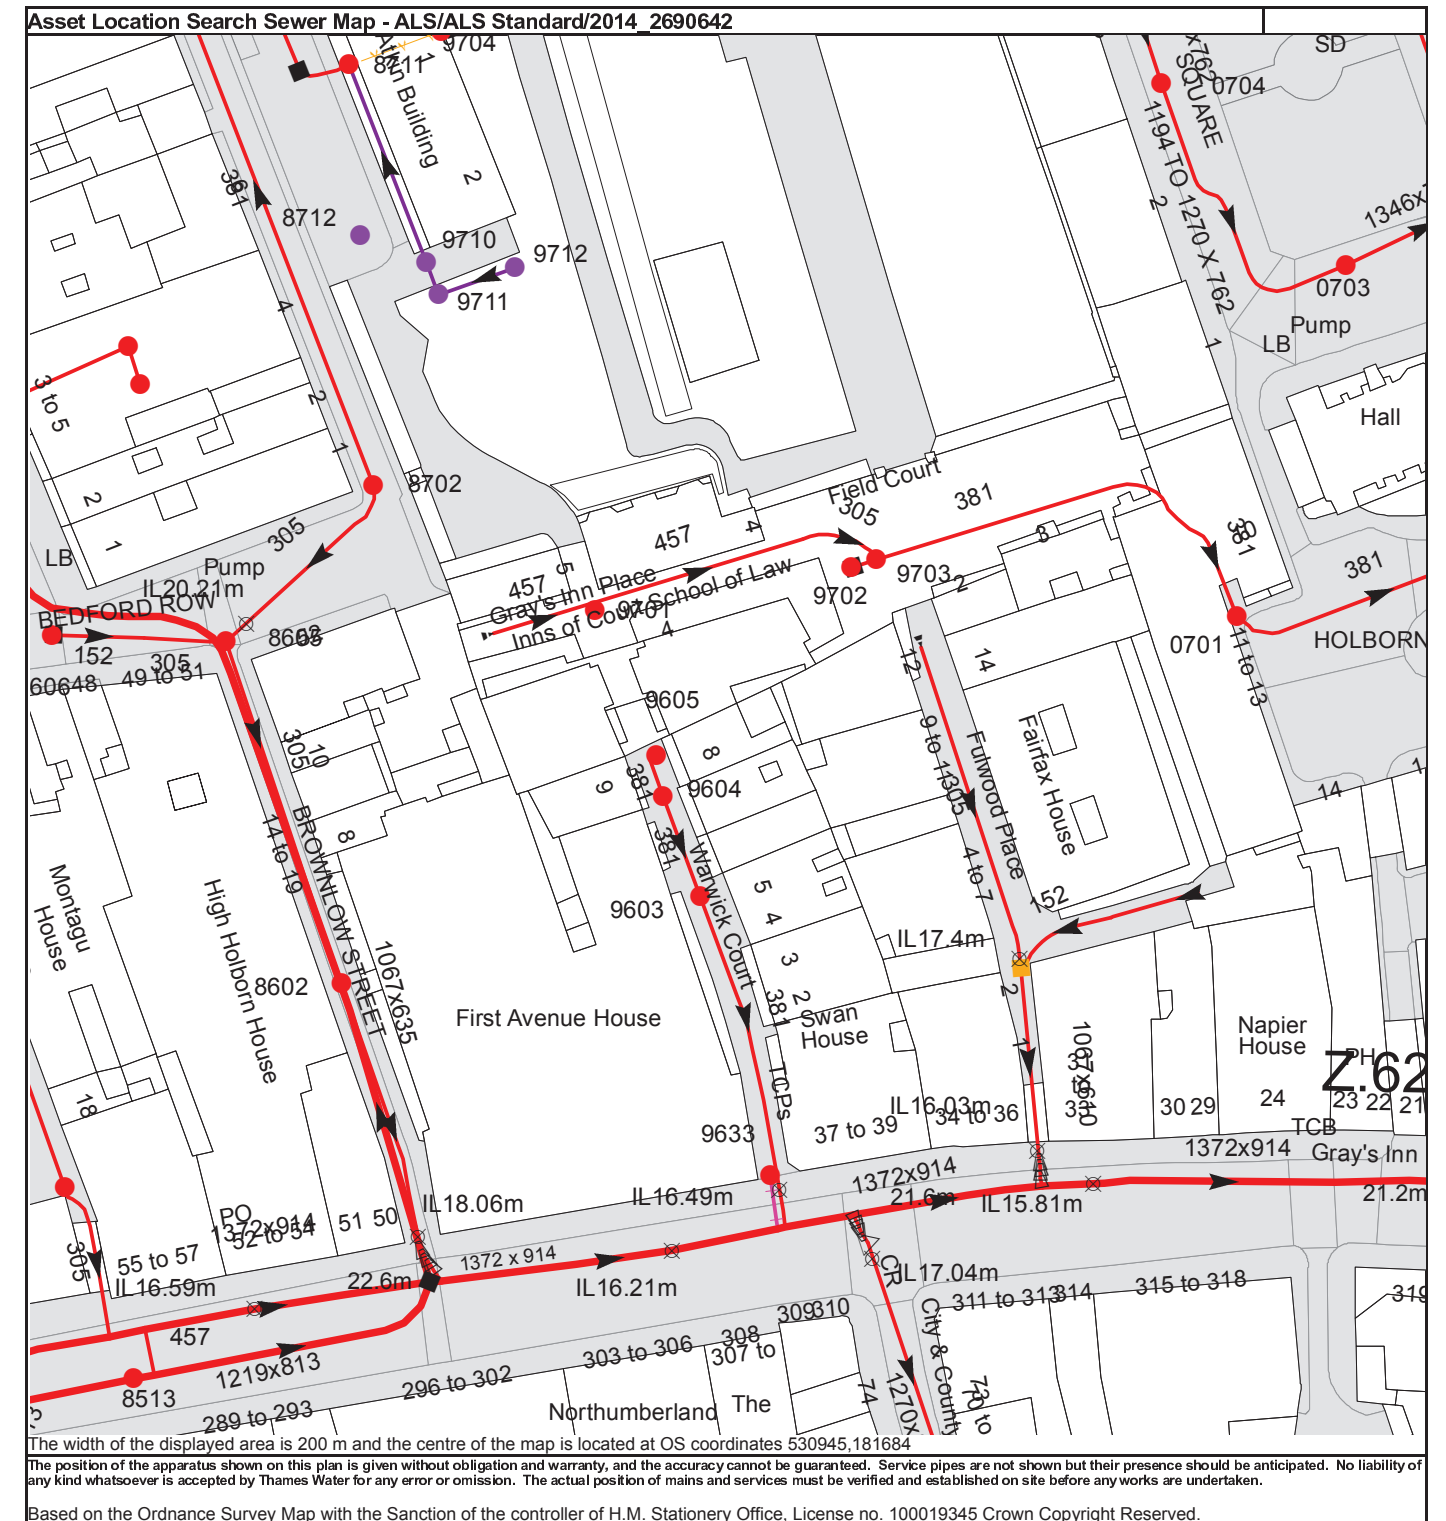 Asset Location Search Sewer Map - ALS/ALS Standard/2014_2690642
9704
8711
1
Atkin Building
2
x762
SQUARE
0704
SD
1194 TO 1270 X 762
2
1346x
381
8712
9710
9712
9711
0703
Pump
LB
1
4
3 to 5
2
1
Hall
2
1
8702
305
Field Court
305
381
457
4
3
381
LB
Pump
IL20.21m
BEDFORD ROW
5
457
Gray's Inn Place
Inns of Court School of Law
9701
4
9702
9703
2
381
152
305
60648
49 to 51
0701
11 to 13
HOLBORN
12
14
9605
305
10
9 to 11
305
Fulwood Place
Fairfax House
9
381
8
9604
14
1
14 to 19
BROWNLOW STREET
8
381
Warwick Court
4 to 7
5
4
3
2
152
Montagu
House
High Holborn House
9603
IL17.4m
8602
1067x635
First Avenue House
381
Swan
House
2
1
1067x610
Napier
House
PH
Z.62
18
TCPs
IL16.03m
37 to 39
34 to 36
30 29
24
23 22 21
9633
TCB
1372x914
Gray's Inn
1372x914
IL18.06m
IL16.49m
21.6m
IL15.81m
21.2m
PO
1372x914
52 to 54
51 50
305
55 to 57
1372 x 914
IL16.59m
22.6m
IL16.21m
CR
IL17.04m
311 to 313
314
315 to 318
319
457
309
310
308
303 to 306
307 to
City & County
1219x813
8513
296 to 302
289 to 293
Northumberland
The
74
1270x
The width of the displayed area is 200 m and the centre of the map is located at OS coordinates 530945,181684
The position of the apparatus shown on this plan is given without obligation and warranty, and the accuracy cannot be guaranteed. Service pipes are not shown but their presence should be anticipated. No liability of
any kind whatsoever is accepted by Thames Water for any error or omission. The actual position of mains and services must be verified and established on site before any works are undertaken.
Based on the Ordnance Survey Map with the Sanction of the controller of H.M. Stationery Office, License no. 100019345 Crown Copyright Reserved.